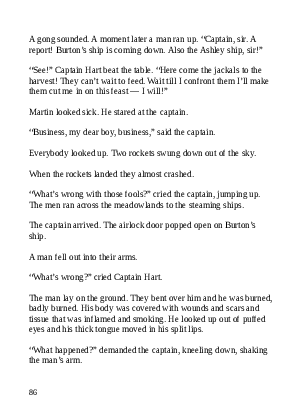 A gong sounded. A moment later a man ran up. “Captain, sir. A
report! Burton’s ship is coming down. Also the Ashley ship, sir!”
“See!” Captain Hart beat the table. “Here come the jackals to the
harvest! They can’t wait to feed. Wait till I confront them I’ll make
them cut me in on this feast — I will!”
Martin looked sick. He stared at the captain.
“Business, my dear boy, business,” said the captain.
Everybody looked up. Two rockets swung down out of the sky.
When the rockets landed they almost crashed.
“What’s wrong with those fools?” cried the captain, jumping up.
The men ran across the meadowlands to the steaming ships.
The captain arrived. The airlock door popped open on Burton’s
ship.
A man fell out into their arms.
“What’s wrong?” cried Captain Hart.
The man lay on the ground. They bent over him and he was burned,
badly burned. His body was covered with wounds and scars and
tissue that was inflamed and smoking. He looked up out of puffed
eyes and his thick tongue moved in his split lips.
“What happened?” demanded the captain, kneeling down, shaking
the man’s arm.
86